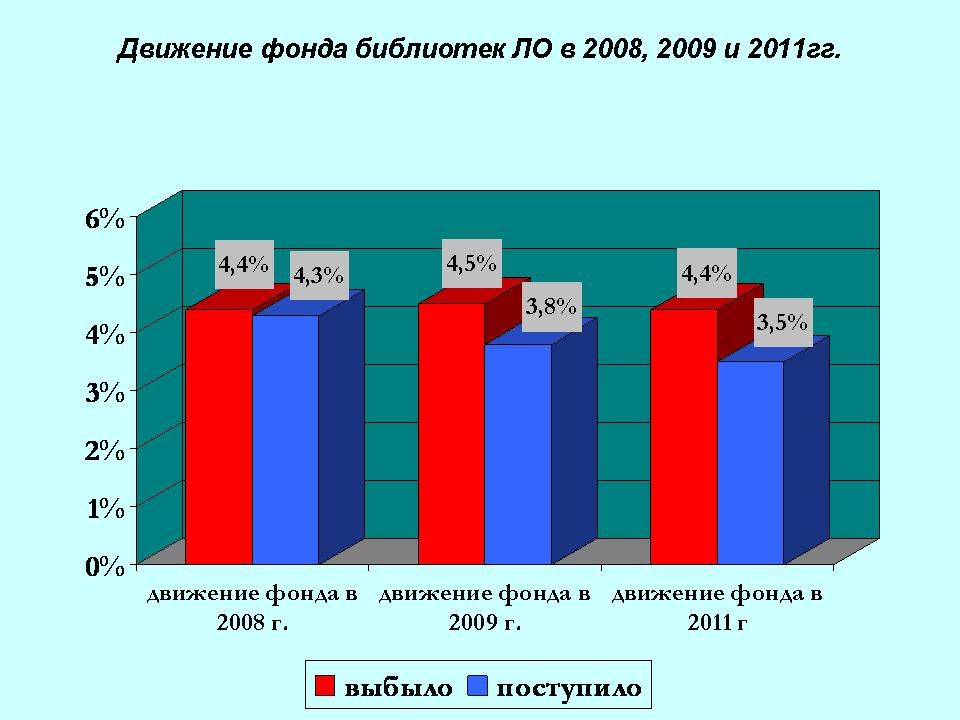 Движение фонда библиотек ЛО в 2008, 2009 и 2011гг.
6%
5%
4%
3%
2%
1%
0%
4,4%
4,3%
4,5%
3,8%
4,4%
3,5%
движение фонда в
2008 г.
движение фонда в
2009 г.
движение фонда в
2011 г
выбыло
поступило